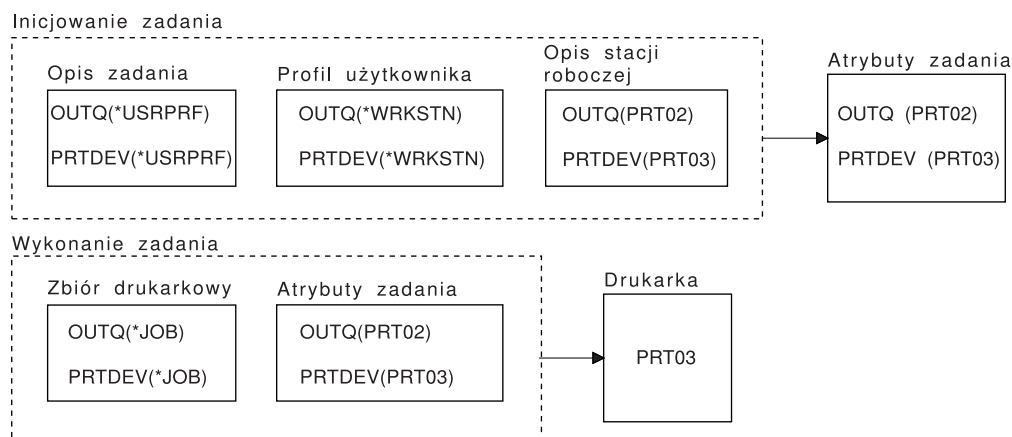 Inicjowanie zadania
Opis zadania
OUTQ(*USRPRF)
PRTDEV(*USRPRF)
Profil użytkownika
OUTQ(*WRKSTN)
PRTDEV(*WRKSTN)
Opis stacji
roboczej
OUTQ(PRT02)
PRTDEV(PRT03)
Atrybuty zadania
OUTQ (PRT02)
PRTDEV (PRT03)
Wykonanie zadania
Zbiór drukarkowy
OUTQ(*JOB)
PRTDEV(*JOB)
Atrybuty zadania
OUTQ(PRT02)
PRTDEV(PRT03)
Drukarka
PRT03